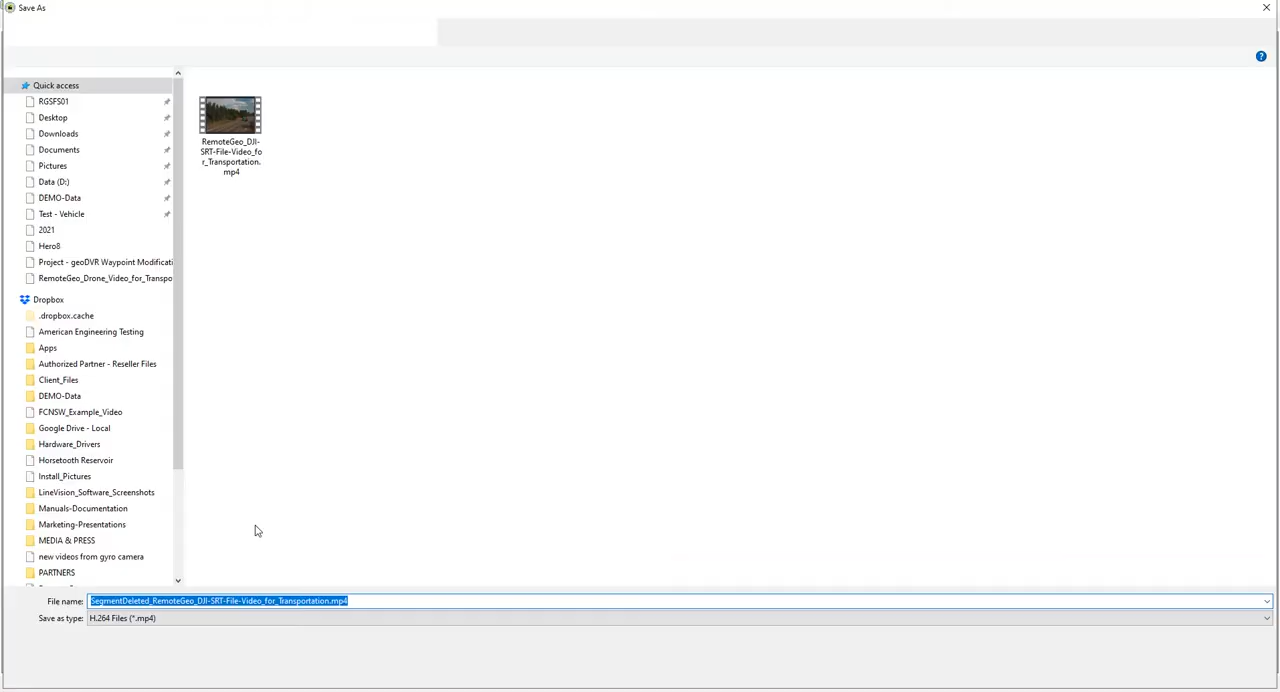 Save As
?
Quick access
RGSFS01
Desktop
Downloads
Documents
Pictures
Data (D:)
DEMO-Data
Test - Vehicle
2021
Hero8
Project - geoDVR Waypoint Modificati
RemoteGeo_Drone_Video_for_Transpo
Dropbox
.dropbox.cache
American Engineering Testing
Apps
Authorized Partner - Reseller Files
Client_Files
DEMO-Data
FCNSW_Example_Video
Google Drive - Local
Hardware_Drivers
Horsetooth Reservoir
Install_Pictures
LineVision_Software_Screenshots
Manuals-Documentation
Marketing-Presentations
MEDIA & PRESS
new videos from gyro camera
PARTNERS
RemoteGeo_DJI-
SRT-File-Video_fo
r_Transportation.
mp4
File name: SegmentDeleted_RemoteGeo_DJI-SRT-File-Video_for_Transportation.mp4
Save as type: H.264 Files (*.mp4)